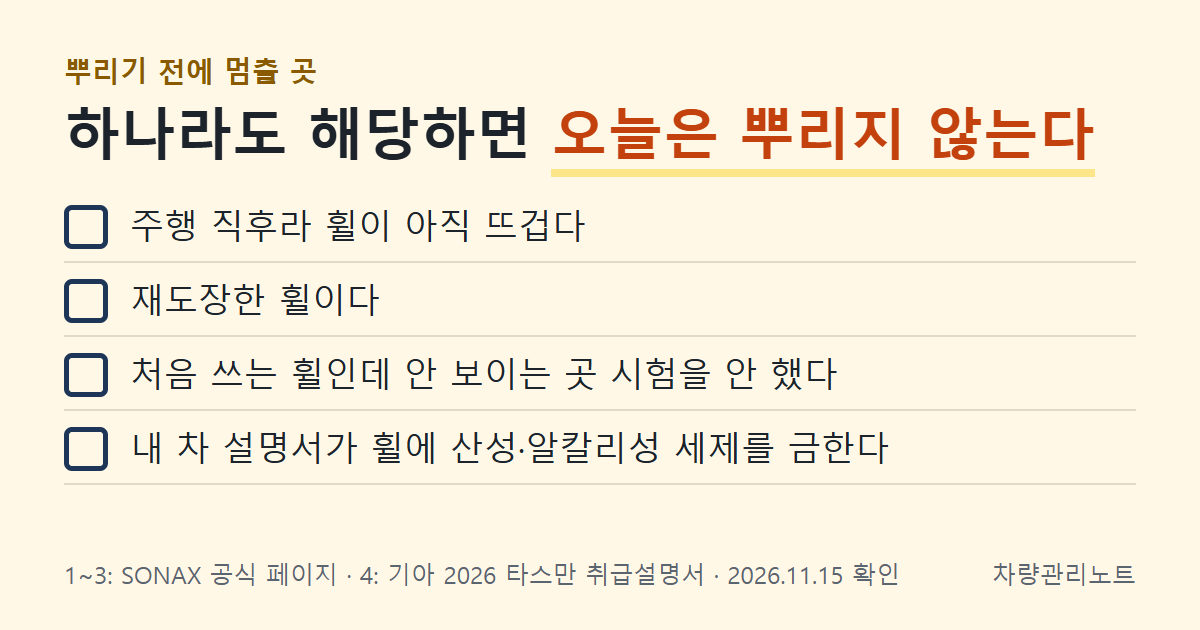 뿌리기 전에 멈출 곳
하나라도 해당하면 오늘은 뿌리지 않는다
주행 직후라 휠이 아직 뜨겁다
재도장한 휠이다
처음 쓰는 휠인데 안 보이는 곳 시험을 안 했다
내 차 설명서가 휠에 산성·알칼리성 세제를 금한다
1~3: SONAX 공식 페이지 · 4: 기아 2026 타스만 취급설명서 · 2026.11.15 확인
차량관리노트